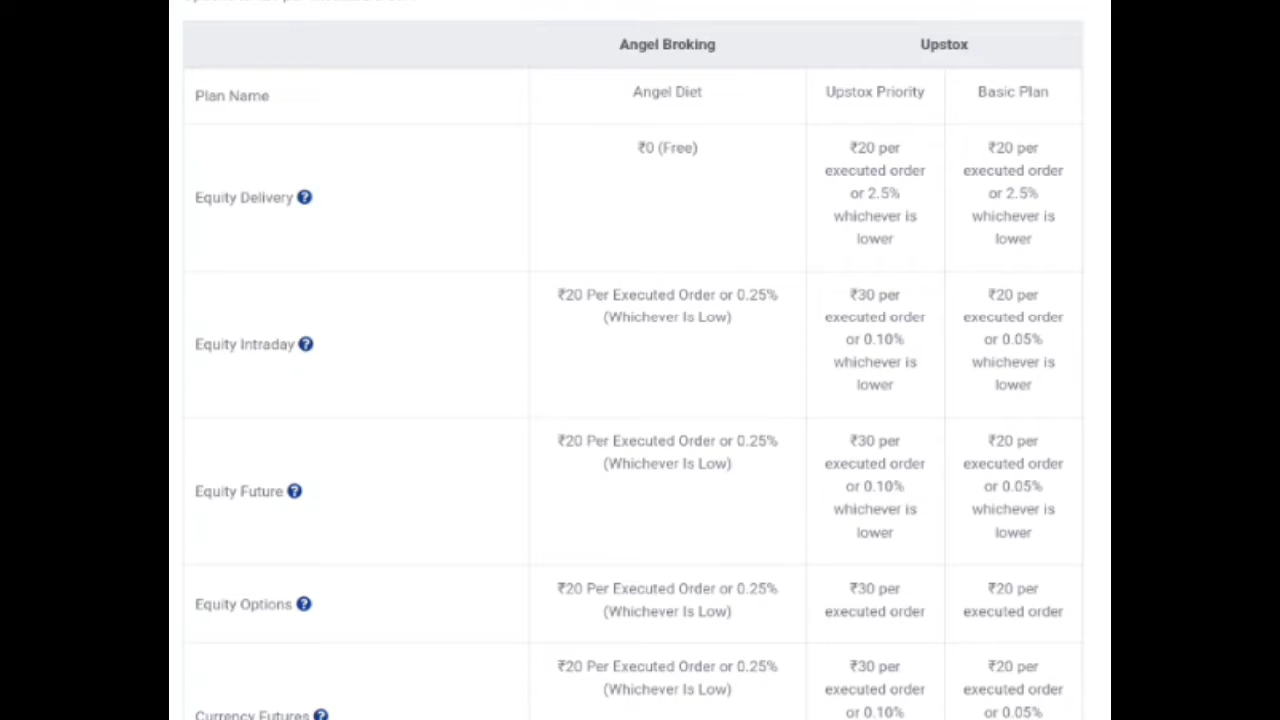 Angel Broking Upstox
Plan Name Angel Diet Upstox Priority Basic Plan
Equity Delivery
₹0 (Free)
₹20 per
executed order
or 2.5%
whichever is
lower
₹20 per
executed order
or 2.5%
whichever is
lower
Equity Intraday
₹20 Per Executed Order or 0.25%
(Whichever Is Low)
₹30 per
executed order
or 0.10%
whichever is
lower
₹20 per
executed order
or 0.05%
whichever is
lower
Equity Future
₹20 Per Executed Order or 0.25%
(Whichever Is Low)
₹30 per
executed order
or 0.10%
whichever is
lower
₹20 per
executed order
or 0.05%
whichever is
lower
Equity Options
₹20 Per Executed Order or 0.25%
(Whichever Is Low)
₹30 per
executed order
₹20 per
executed order
Currency Futures
₹20 Per Executed Order or 0.25%
(Whichever Is Low)
₹30 per
executed order
or 0.10%
₹20 per
executed order
or 0.05%